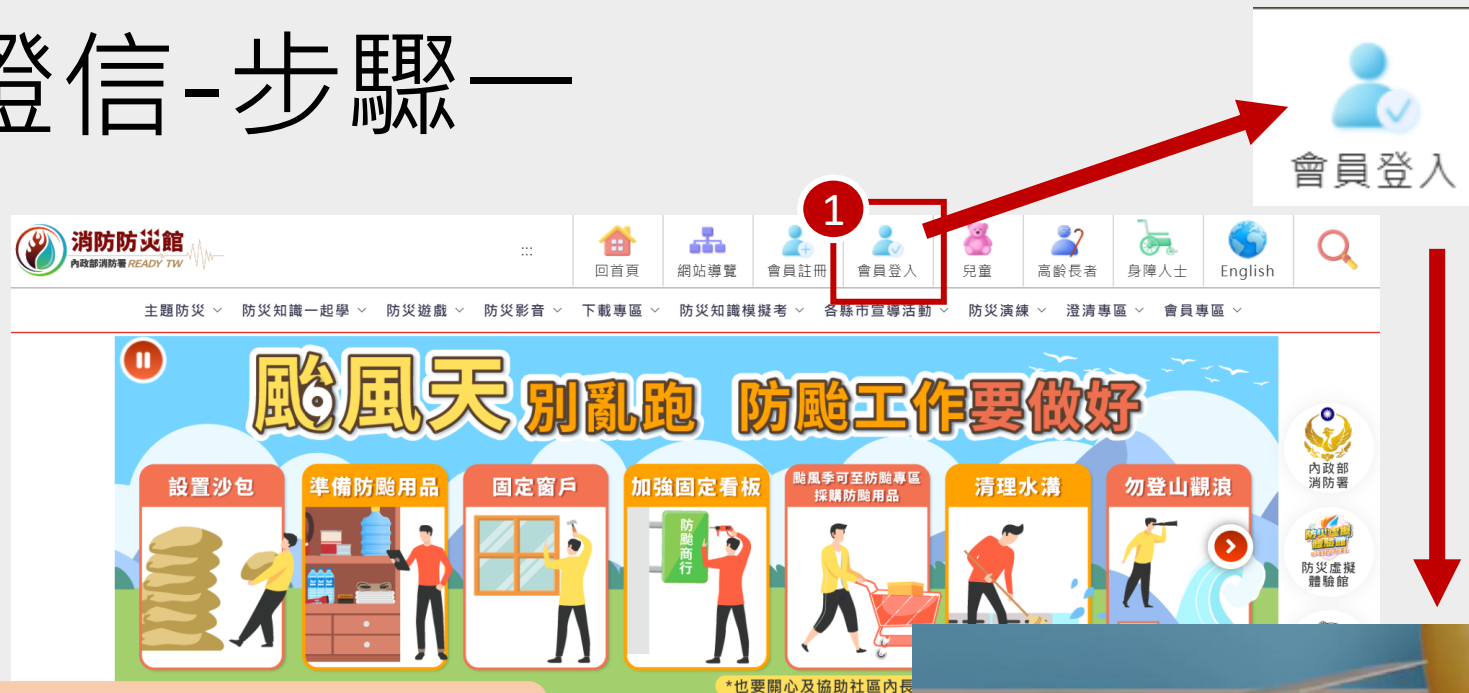 證信-步驟一
會員登入
1
消防防災館
內政部消防署 READY TW
...
回首頁
網站導覽
會員註冊
會員登入
兒童
高齡長者
身障人士
English
主題防災
防災知識一起學
防災遊戲
防災影音
下載專區
防災知識模擬考
各縣市宣導活動
防災演練
澄清專區
會員專區
颱風天 別亂跑 防颱工作要做好
設置沙包
準備防颱用品
固定窗戶
加強固定看板
颱風季可至防颱專區
採購防颱用品
清理水溝
勿登山觀浪
防颱商行
內政部
消防署
防災虛擬
體驗館
防災虛擬
體驗館
*也要關心及協助社區內長